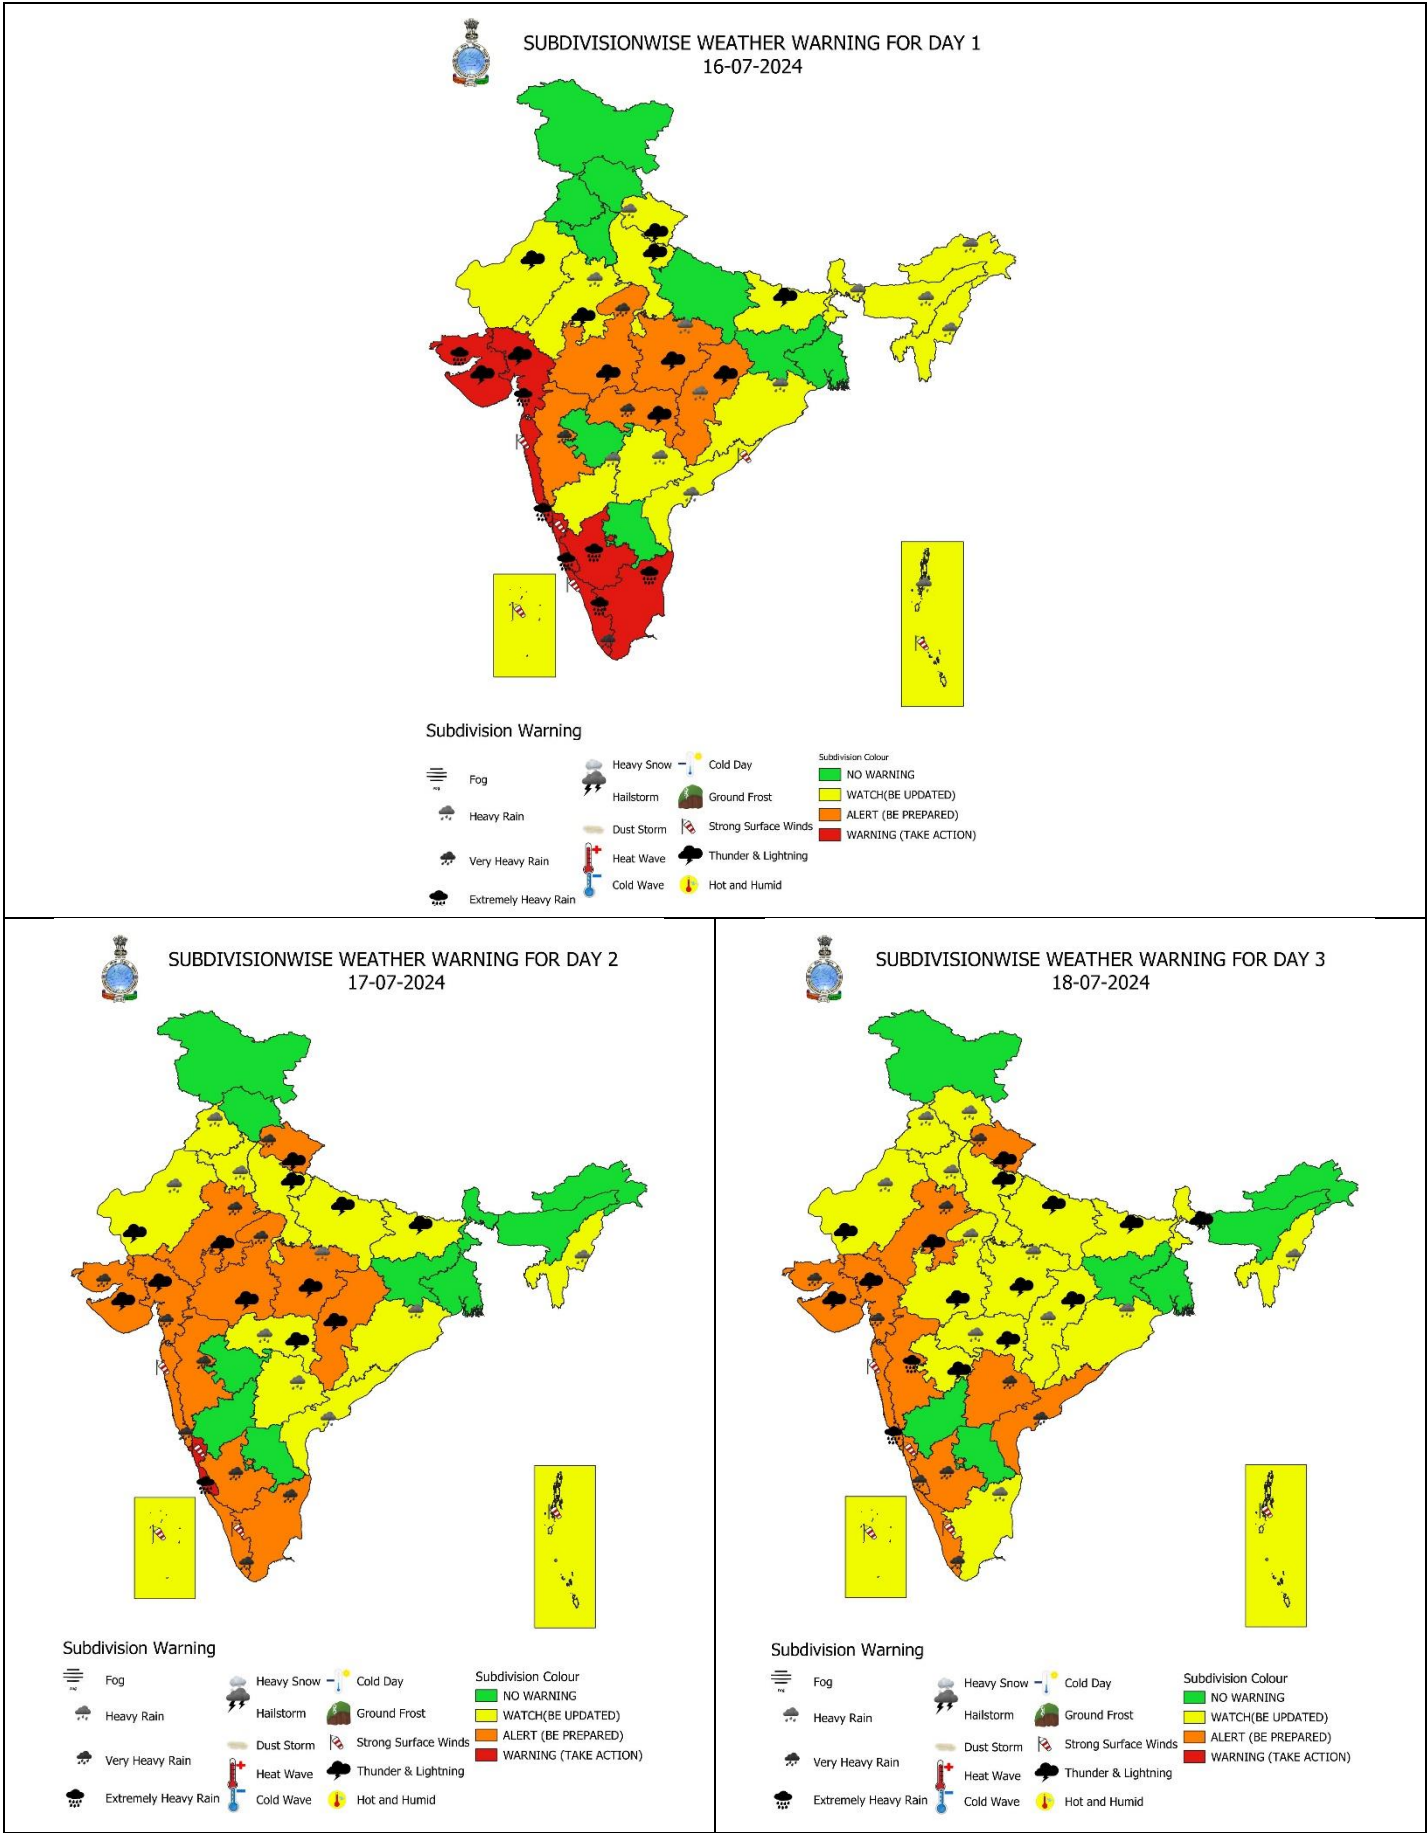 SUBDIVISIONWISE WEATHER WARNING FOR DAY 1
16-07-2024
Subdivision Warning
Fog
Heavy Rain
Very Heavy Rain
Extremely Heavy Rain
Heavy Snow
Hailstorm
Dust Storm
Heat Wave
Cold Wave
Cold Day
Ground Frost
Strong Surface Winds
Thunder & Lightning
Hot and Humid
Subdivision Colour
NO WARNING
WATCH(BE UPDATED)
ALERT (BE PREPARED)
WARNING (TAKE ACTION)
SUBDIVISIONWISE WEATHER WARNING FOR DAY 2
17-07-2024
Subdivision Warning
Fog
Heavy Rain
Very Heavy Rain
Extremely Heavy Rain
Heavy Snow
Hailstorm
Dust Storm
Heat Wave
Cold Wave
Cold Day
Ground Frost
Strong Surface Winds
Thunder & Lightning
Hot and Humid
Subdivision Colour
NO WARNING
WATCH(BE UPDATED)
ALERT (BE PREPARED)
WARNING (TAKE ACTION)
SUBDIVISIONWISE WEATHER WARNING FOR DAY 3
18-07-2024
Subdivision Warning
Fog
Heavy Rain
Very Heavy Rain
Extremely Heavy Rain
Heavy Snow
Hailstorm
Dust Storm
Heat Wave
Cold Wave
Cold Day
Ground Frost
Strong Surface Winds
Thunder & Lightning
Hot and Humid
Subdivision Colour
NO WARNING
WATCH(BE UPDATED)
ALERT (BE PREPARED)
WARNING (TAKE ACTION)